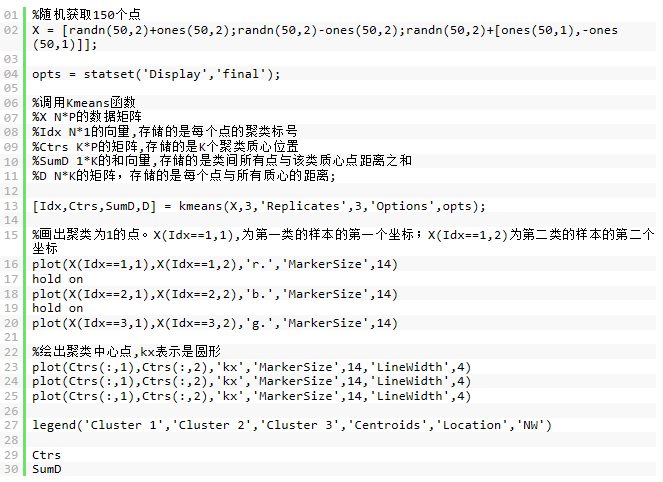 01 %随机获取150个点
02 X = [randn(50,2)+ones(50,2);randn(50,2)-ones(50,2);randn(50,2)+[ones(50,1),-ones
(50,1)]];
03
04 opts = statset('Display','final');
05
06 %调用Kmeans函数
07 %X N*P的数据矩阵
08 %Idx N*1的向量,存储的是每个点的聚类标号
09 %Ctrs K*P的矩阵,存储的是K个聚类质心位置
10 %SumD 1*K的和向量,存储的是类间所有点与该类质心点距离之和
11 %D N*K的矩阵，存储的是每个点与所有质心的距离;
12
13 [Idx,Ctrs,SumD,D] = kmeans(X,3,'Replicates',3,'Options',opts);
14
15 %画出聚类为1的点。X(Idx==1,1),为第一类的样本的第一个坐标；X(Idx==1,2)为第二类的样本的第二个
坐标
16 plot(X(Idx==1,1),X(Idx==1,2),'r.','MarkerSize',14)
17 hold on
18 plot(X(Idx==2,1),X(Idx==2,2),'b.','MarkerSize',14)
19 hold on
20 plot(X(Idx==3,1),X(Idx==3,2),'g.','MarkerSize',14)
21
22 %绘出聚类中心点,kx表示是圆形
23 plot(Ctrs(:,1),Ctrs(:,2),'kx','MarkerSize',14,'LineWidth',4)
24 plot(Ctrs(:,1),Ctrs(:,2),'kx','MarkerSize',14,'LineWidth',4)
25 plot(Ctrs(:,1),Ctrs(:,2),'kx','MarkerSize',14,'LineWidth',4)
26
27 legend('Cluster 1','Cluster 2','Cluster 3','Centroids','Location','NW')
28
29 Ctrs
30 SumD